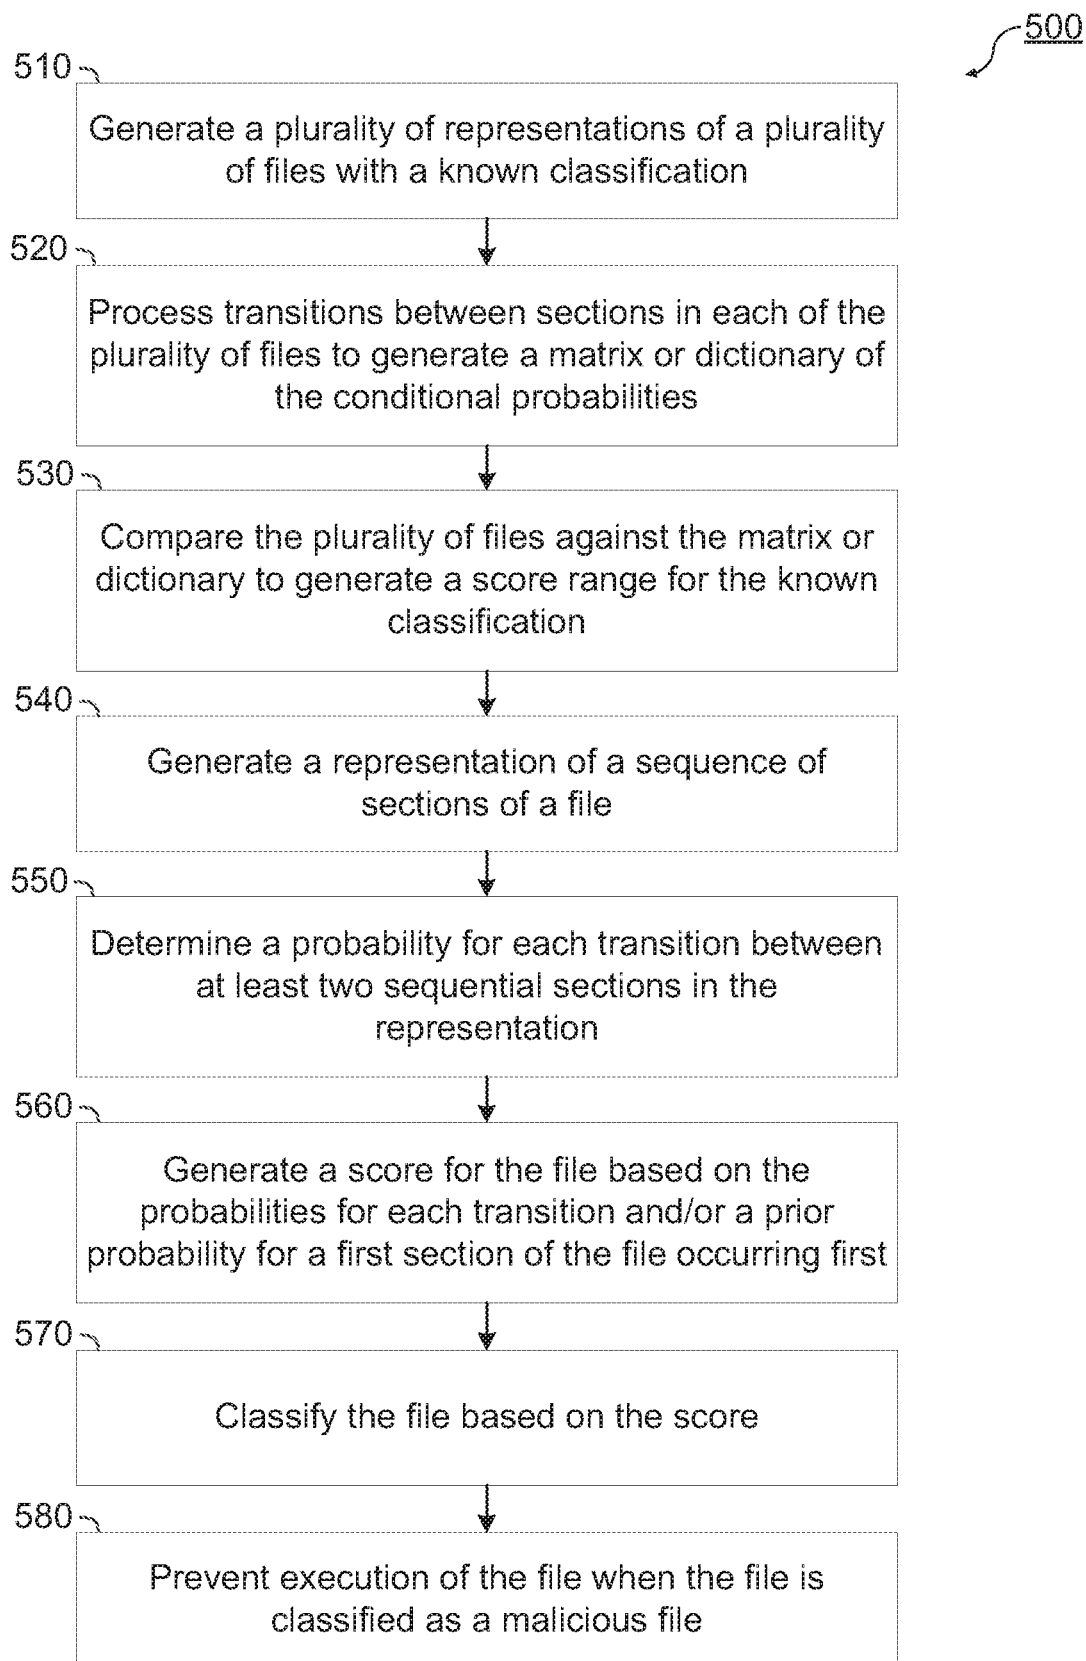 500
510
Generate a plurality of representations of a plurality
of files with a known classification
520
Process transitions between sections in each of the
plurality of files to generate a matrix or dictionary of
the conditional probabilities
530
Compare the plurality of files against the matrix or
dictionary to generate a score range for the known
classification
540
Generate a representation of a sequence of
sections of a file
550
Determine a probability for each transition between
at least two sequential sections in the
representation
560
Generate a score for the file based on the
probabilities for each transition and/or a prior
probability for a first section of the file occurring first
570
Classify the file based on the score
580
Prevent execution of the file when the file is
classified as a malicious file